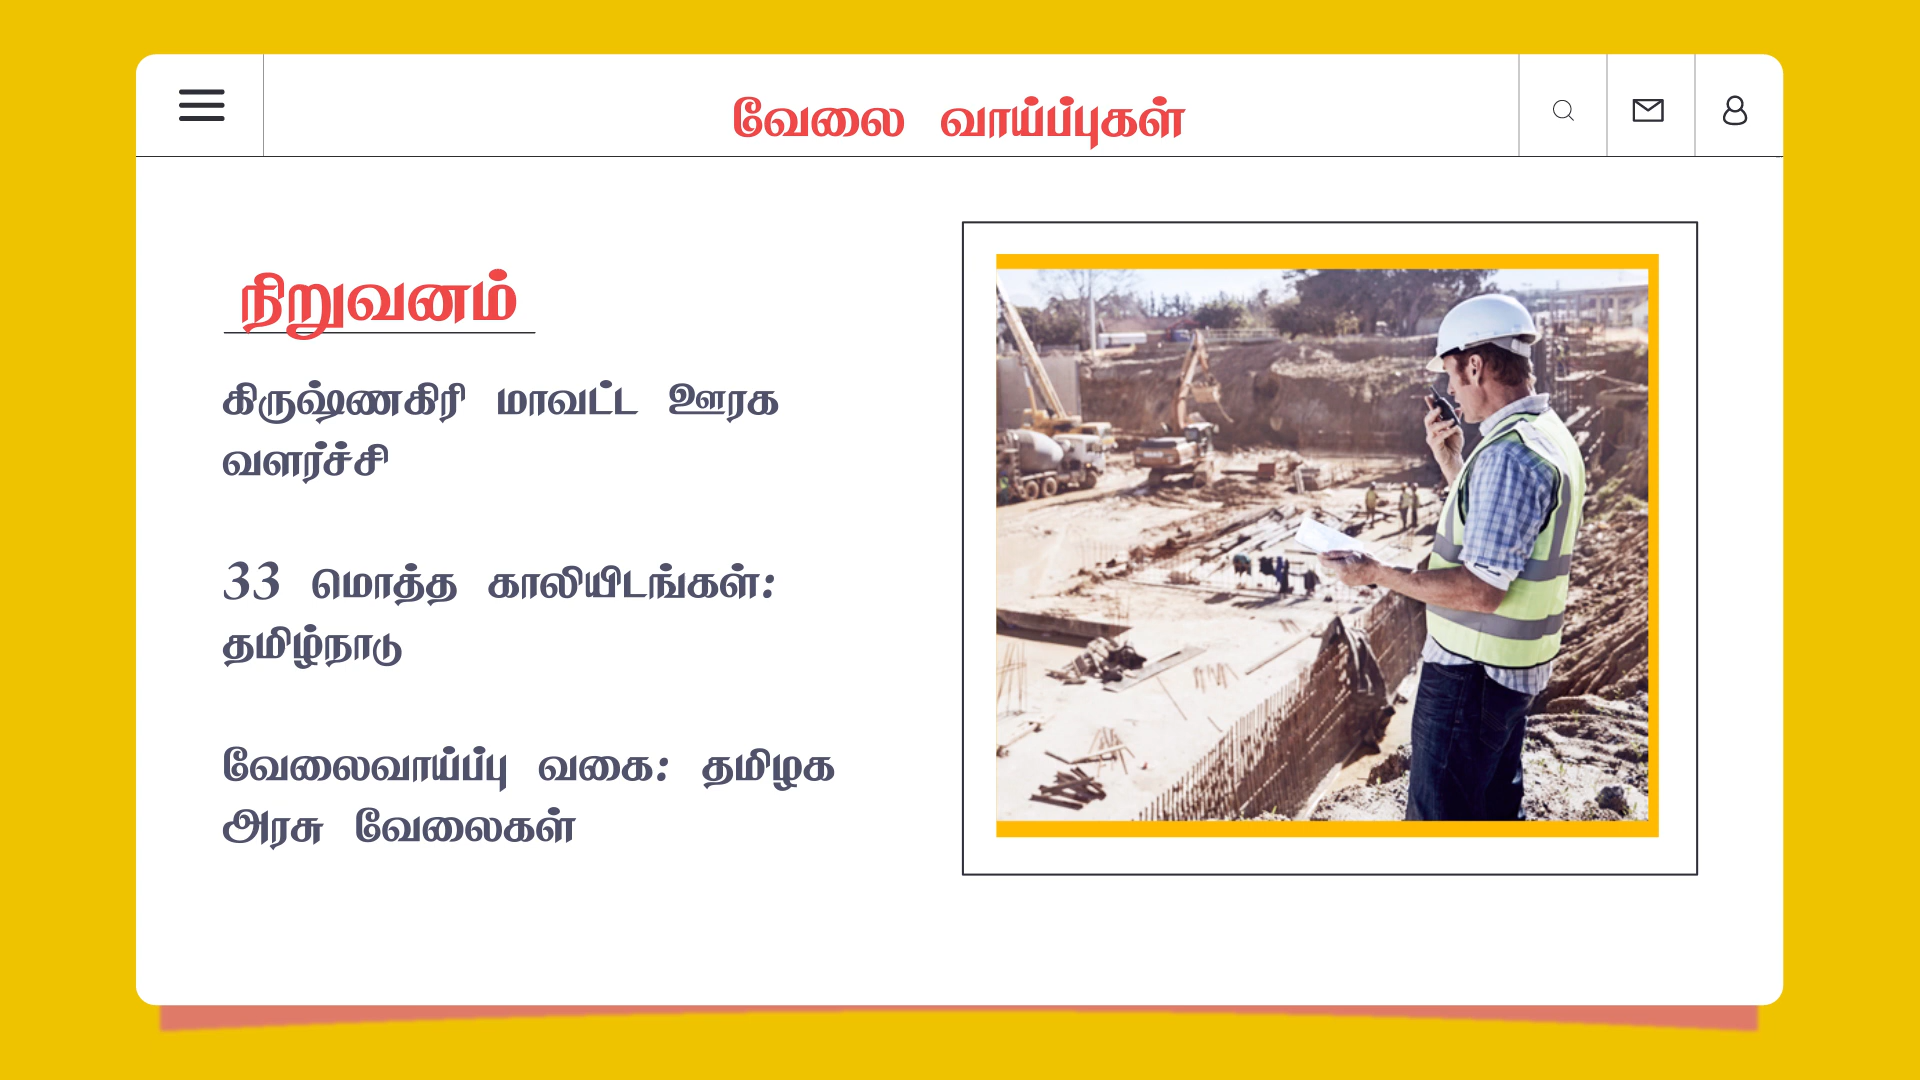 வேலை வாய்ப்புகள்
நிறுவனம்
கிருஷ்ணகிரி மாவட்ட ஊரக
வளர்ச்சி
33 மொத்த காலியிடங்கள்:
தமிழ்நாடு
வேலைவாய்ப்பு வகை: தமிழக
அரசு வேலைகள்